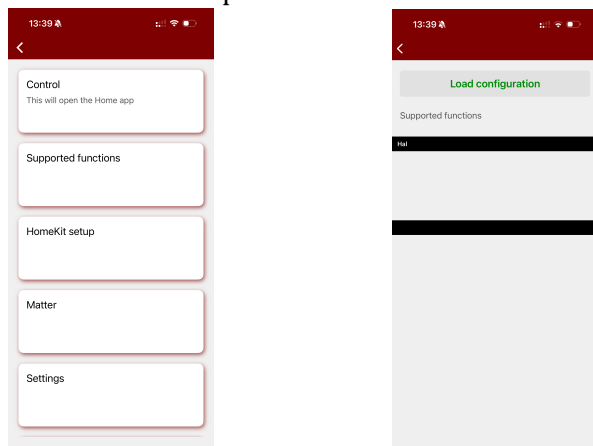 13:39
Control
This will open the Home app
Supported functions
HomeKit setup
Matter
Settings
13:39
Load configuration
Supported functions
Hal